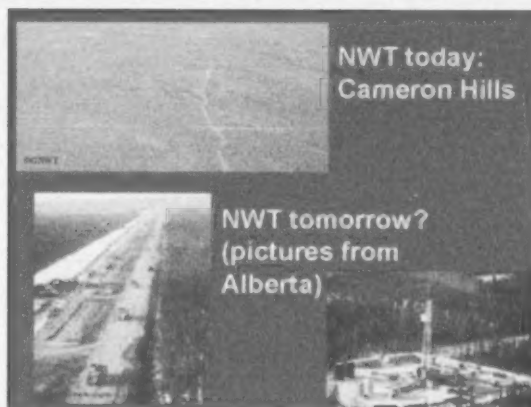 NWT today:
Cameron Hills
NWT tomorrow?
(pictures from
Alberta)